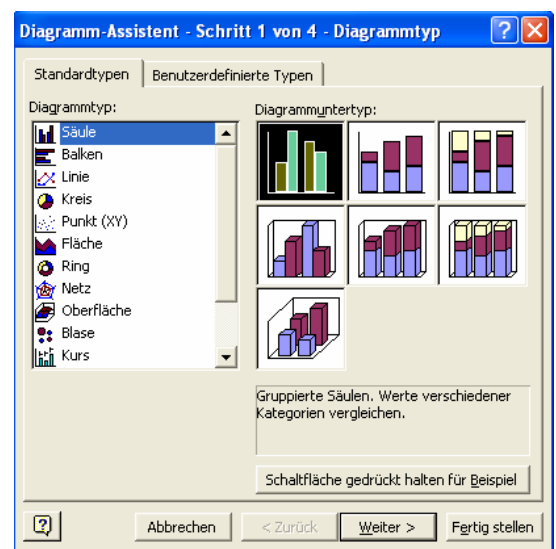 Diagramm-Assistent - Schritt 1 von 4 - Diagrammtyp
Standardtypen
Benutzerdefinierte Typen
Diagrammtyp:
Säule
Balken
Linie
Kreis
Punkt (XY)
Fläche
Ring
Netz
Oberfläche
Blase
Kurs
Diagrammuntertyp:
Gruppierte Säulen. Werte verschiedener
Kategorien vergleichen.
Schaltfläche gedrückt halten für Beispiel
Abbrechen
< Zurück
Weiter >
Fertig stellen